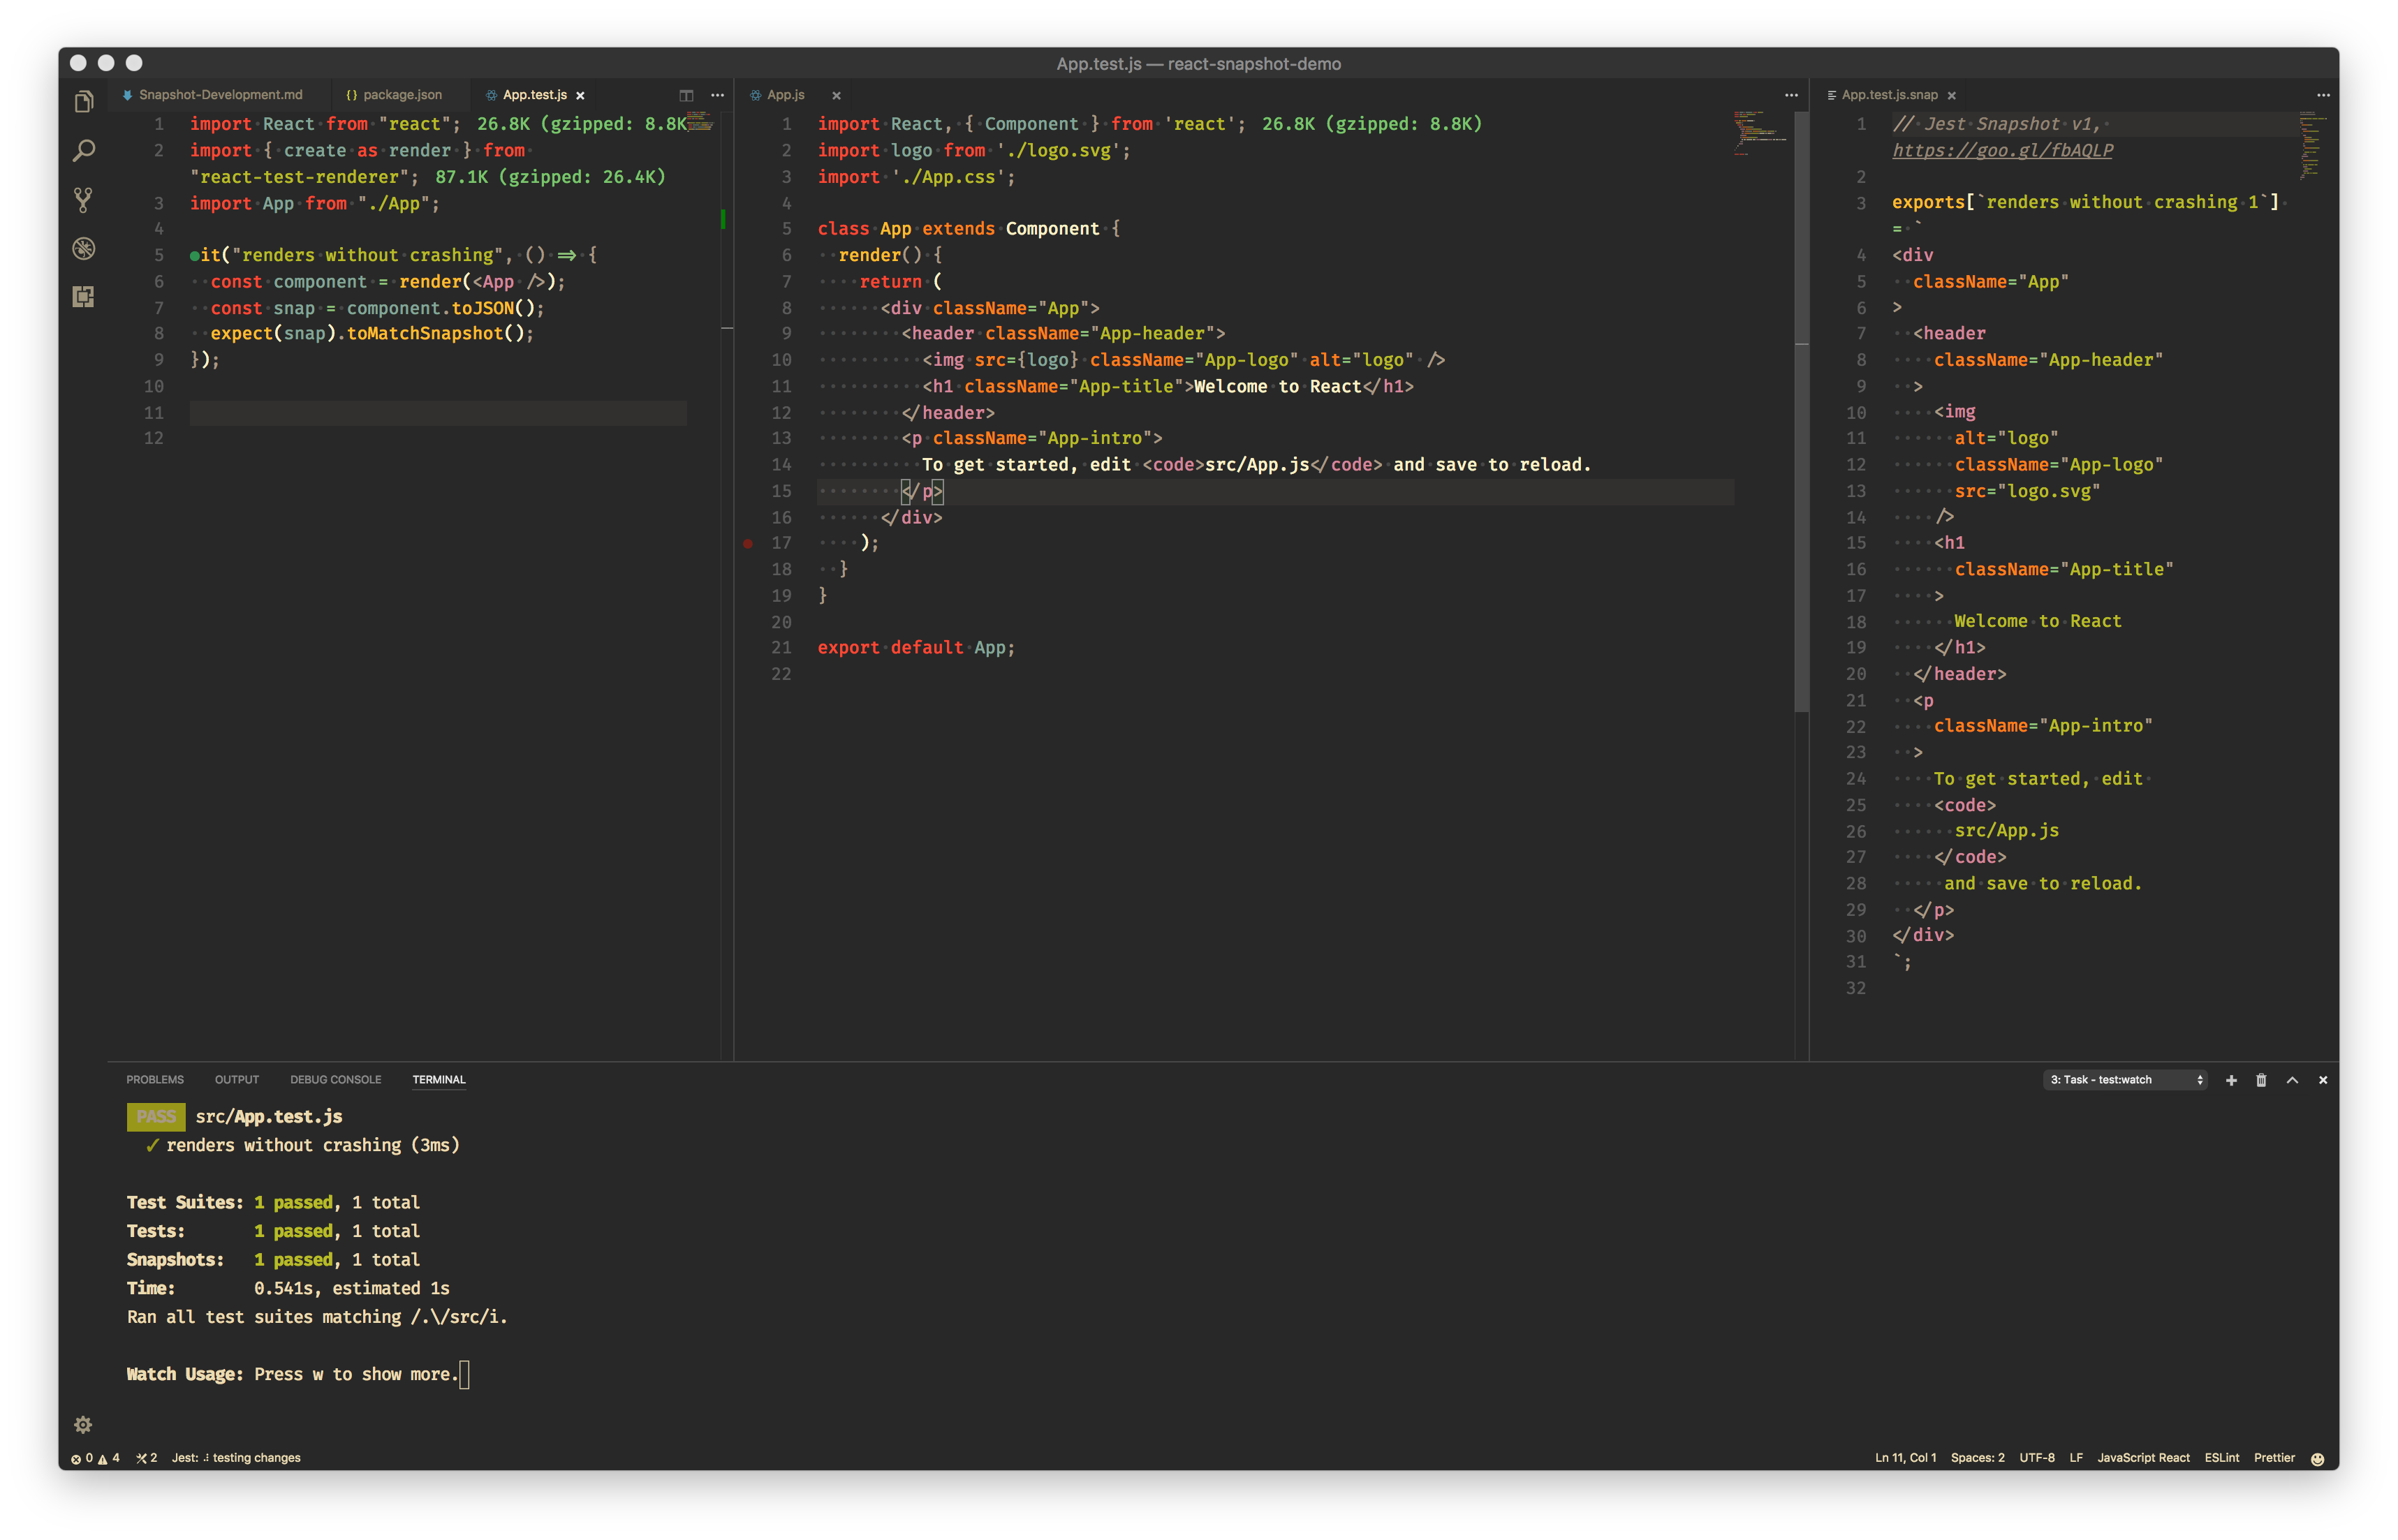 App.test.js — react-snapshot-demo
Snapshot-Development.md
{} package.json
App.test.js ×
1 import React from "react"; 26.8K (gzipped: 8.8K
2 import { create as render } from
"react-test-renderer"; 87.1K (gzipped: 26.4K)
3 import App from "./App";
4
5 it("renders without crashing", () => {
6   const component = render(<App />);
7   const snap = component.toJSON();
8   expect(snap).toMatchSnapshot();
9 });
10
11
12
App.js ×
1 import React, { Component } from 'react'; 26.8K (gzipped: 8.8K)
2 import logo from './logo.svg';
3 import './App.css';
4
5 class App extends Component {
6   render() {
7     return (
8       <div className="App">
9         <header className="App-header">
10           <img src={logo} className="App-logo" alt="logo" />
11           <h1 className="App-title">Welcome to React</h1>
12         </header>
13         <p className="App-intro">
14           To get started, edit <code>src/App.js</code> and save to reload.
15         </p>
16       </div>
17     );
18   }
19 }
20
21 export default App;
22
App.test.js.snap ×
1 // Jest Snapshot v1,
https://goo.gl/fbAQLP
2
3 exports[`renders without crashing 1`]
= `
4 <div
5   className="App"
6 >
7   <header
8     className="App-header"
9   >
10     <img
11       alt="logo"
12       className="App-logo"
13       src="logo.svg"
14     />
15     <h1
16       className="App-title"
17     >
18       Welcome to React
19     </h1>
20   </header>
21   <p
22     className="App-intro"
23   >
24     To get started, edit
25     <code>
26       src/App.js
27     </code>
28      and save to reload.
29   </p>
30 </div>
31 `;
32
PROBLEMS OUTPUT DEBUG CONSOLE TERMINAL
3: Task - test:watch
PASS src/App.test.js
✓ renders without crashing (3ms)
Test Suites: 1 passed, 1 total
Tests: 1 passed, 1 total
Snapshots: 1 passed, 1 total
Time: 0.541s, estimated 1s
Ran all test suites matching /.\/src/i.
Watch Usage: Press w to show more.
0 4 2 Jest: .: testing changes
Ln 11, Col 1 Spaces: 2 UTF-8 LF JavaScript React ESLint Prettier